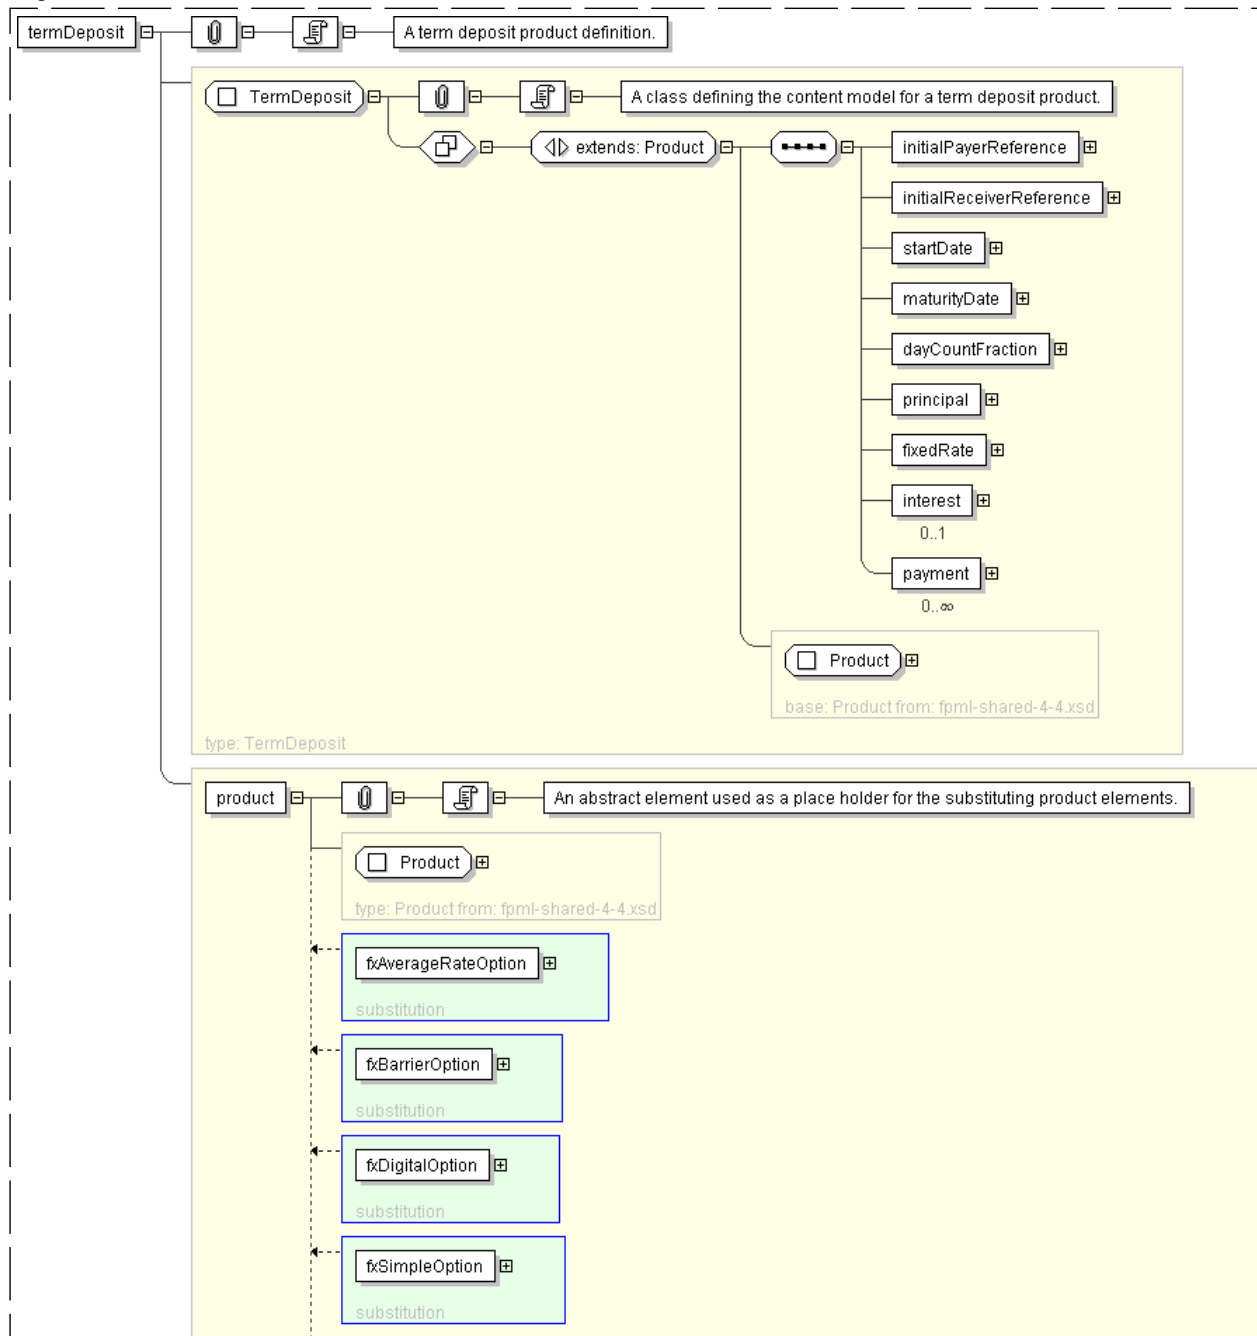 termDeposit
A term deposit product definition.
TermDeposit
A class defining the content model for a term deposit product.
extends: Product
initialPayerReference
initialReceiverReference
startDate
maturityDate
dayCountFraction
principal
fixedRate
interest
0..1
payment
0..∞
Product
base: Product from: fpml-shared-4-4.xsd
type: TermDeposit
product
An abstract element used as a place holder for the substituting product elements.
Product
type: Product from: fpml-shared-4-4.xsd
fxAverageRateOption
substitution
fxBarrierOption
substitution
fxDigitalOption
substitution
fxSimpleOption
substitution